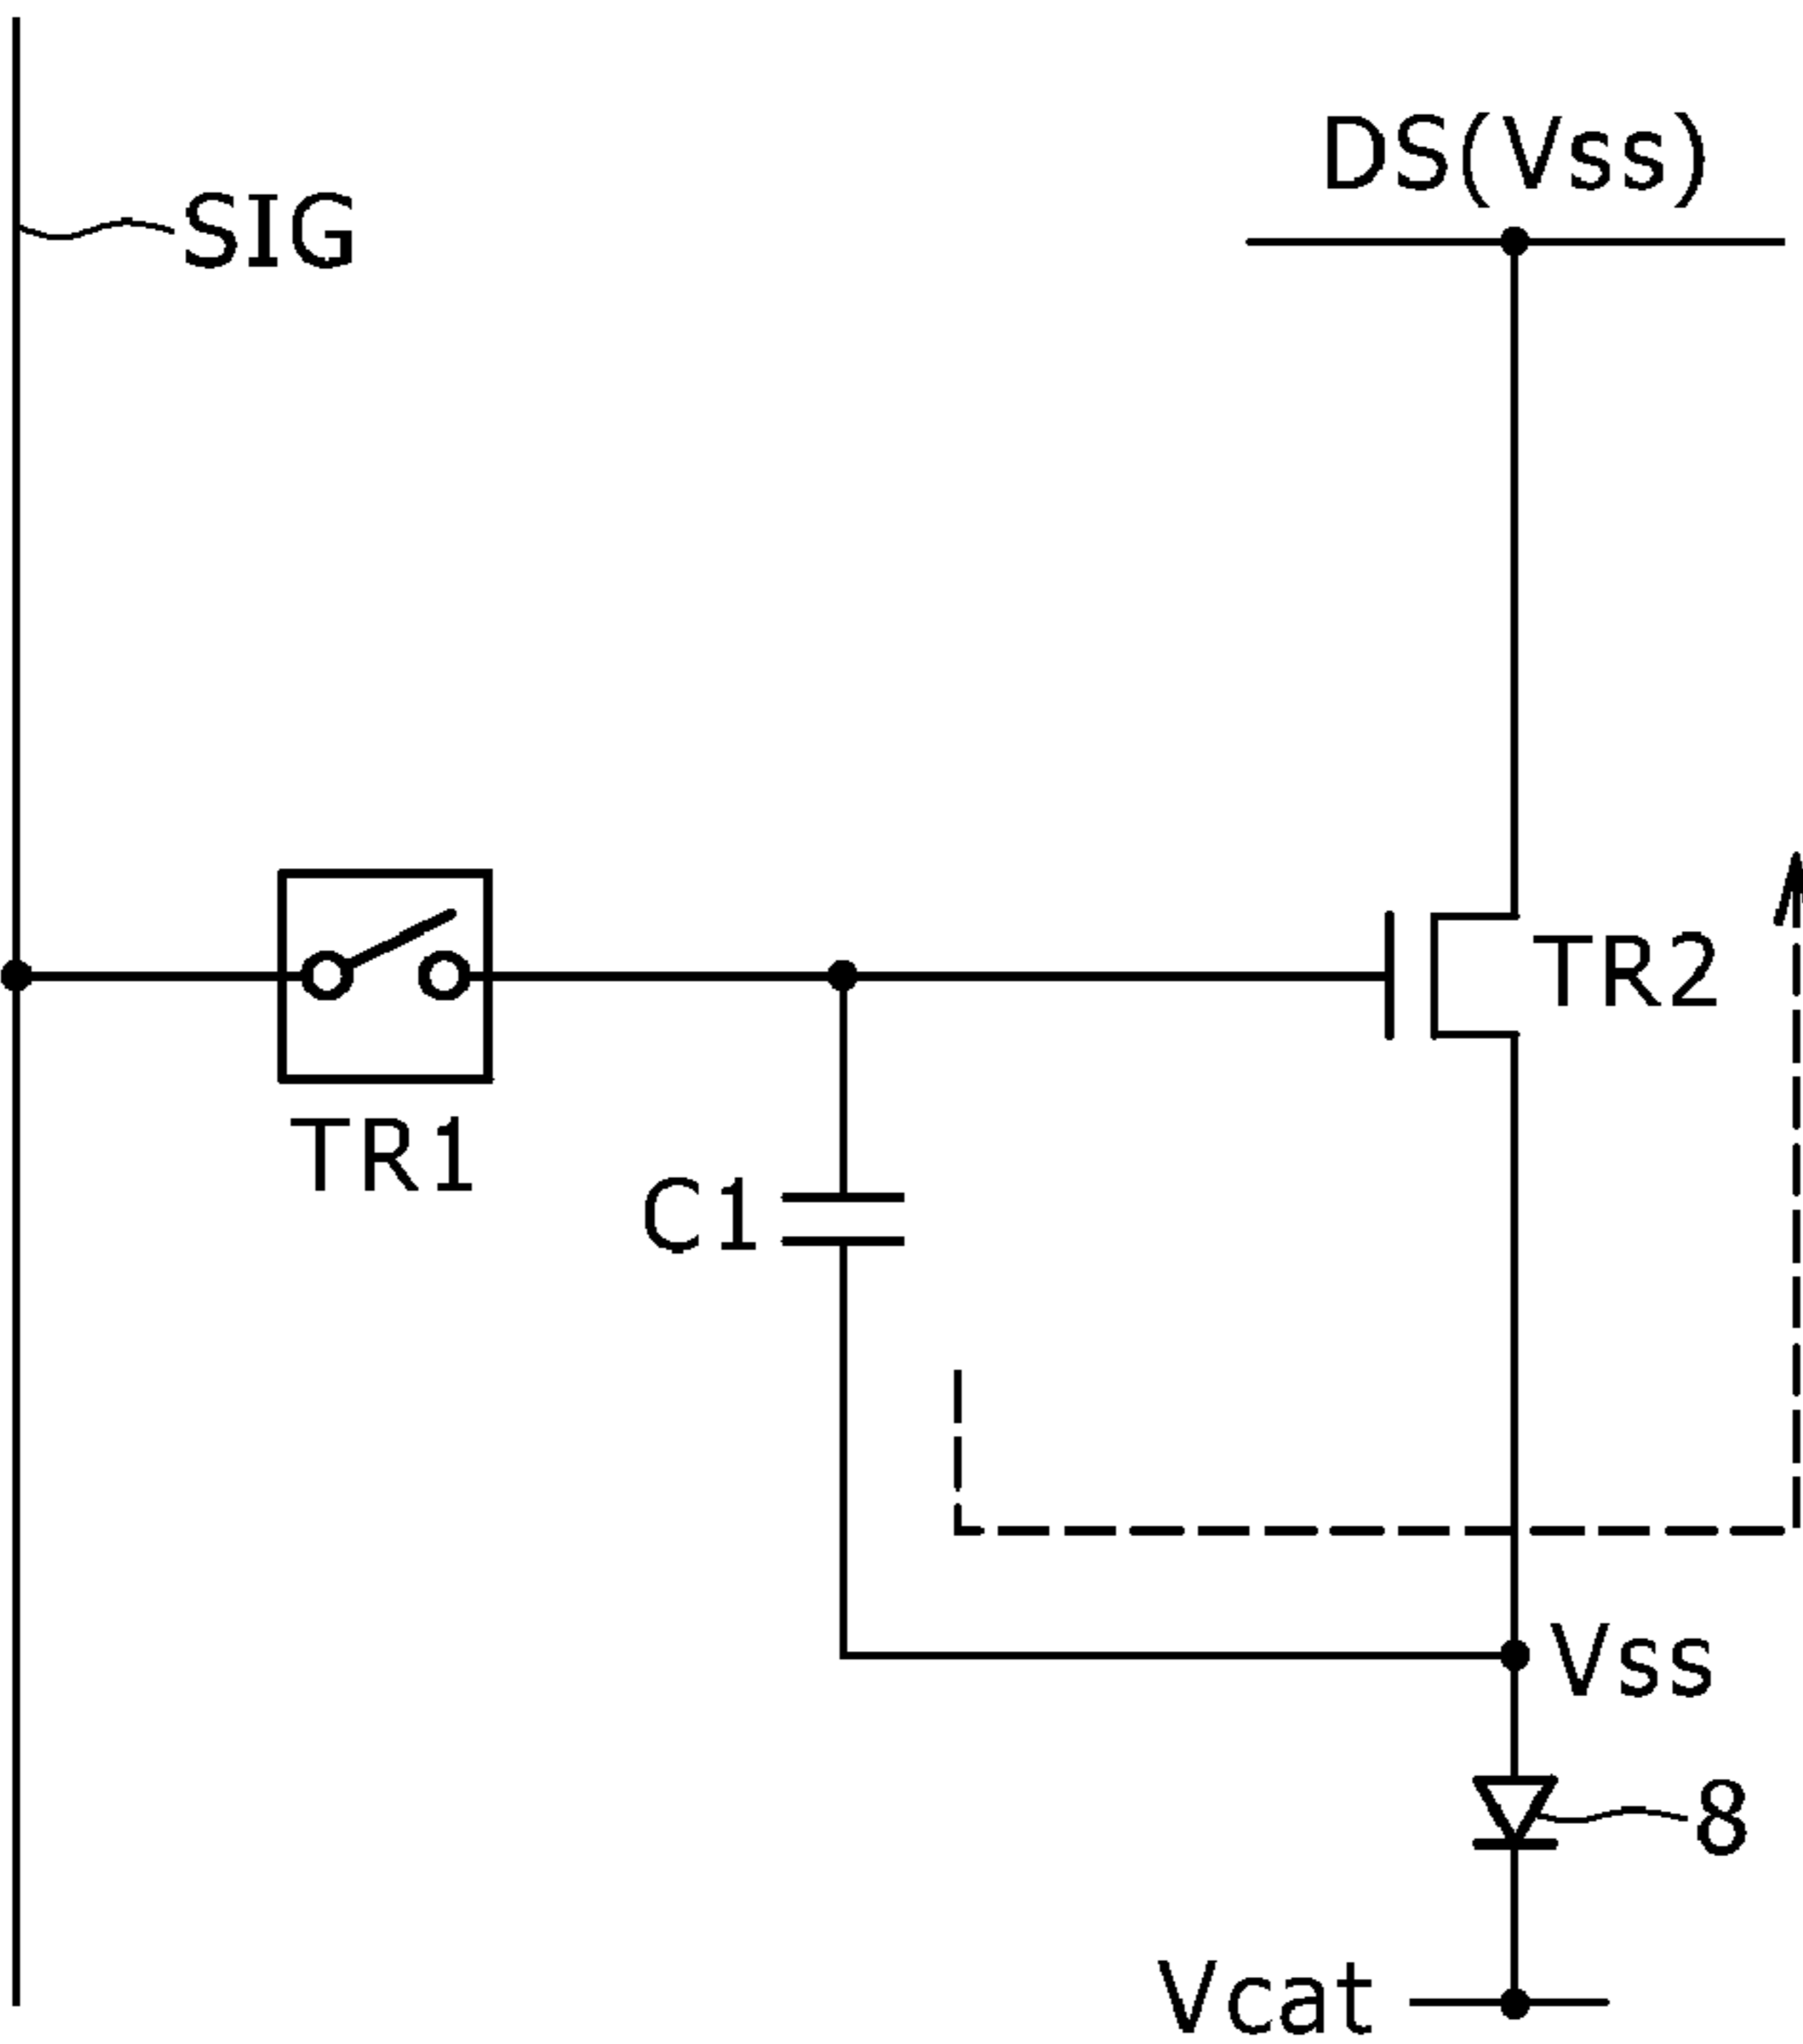 DS(Vss)
SIG
TR2
TR1
C1
Vss
8
Vcat